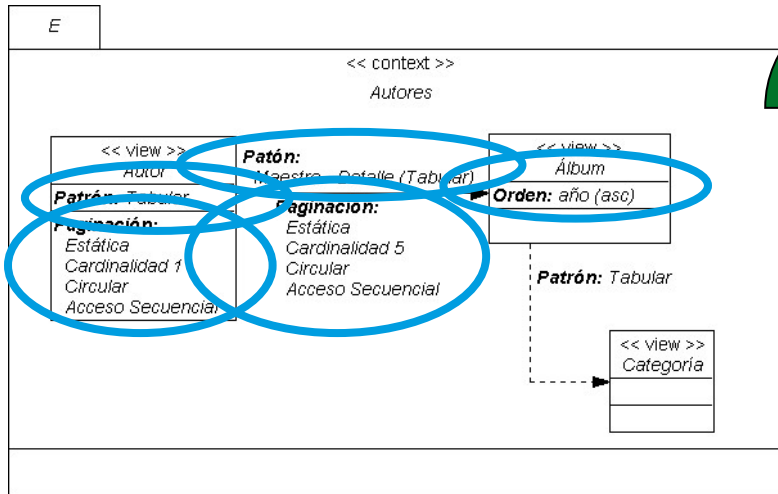 E
<< context >>
Autores
<< view >>
Autor
Patrón: Tabular
Paginación:
Estática
Cardinalidad 1
Circular
Acceso Secuencial
Patón:
Maestro - Detalle (Tabular)
Paginación:
Estática
Cardinalidad 5
Circular
Acceso Secuencial
<< view >>
Álbum
Orden: año (asc)
Patrón: Tabular
<< view >>
Categoría